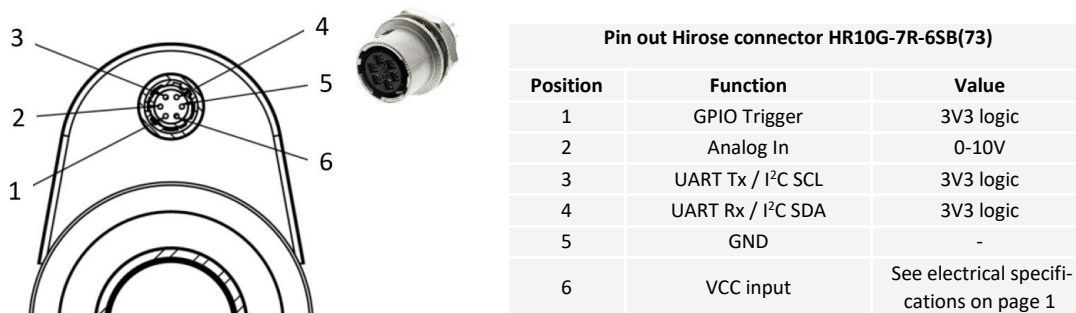 3
4
2
5
1
6
Pin out Hirose connector HR10G-7R-6SB(73)
Position Function Value
1 GPIO Trigger 3V3 logic
2 Analog In 0-10V
3 UART Tx / I²C SCL 3V3 logic
4 UART Rx / I²C SDA 3V3 logic
5 GND -
6 VCC input See electrical specifi-
cations on page 1